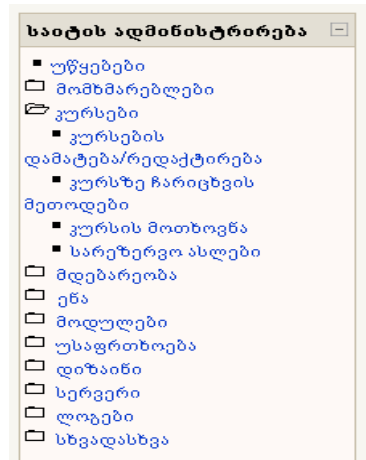 საიტის ადმინისტრირება
უწყებები
მომხმარებლები
კურსები
კურსების
დამატება/რედაქტირება
კურსზე ჩარიცხვის
მეთოდები
კურსის მოთხოვნა
სარეზერვო ასლები
მდებარეობა
ენა
მოდულები
უსაფრთხოება
დიზაინი
სერვერი
ლოგები
სხვადასხვა